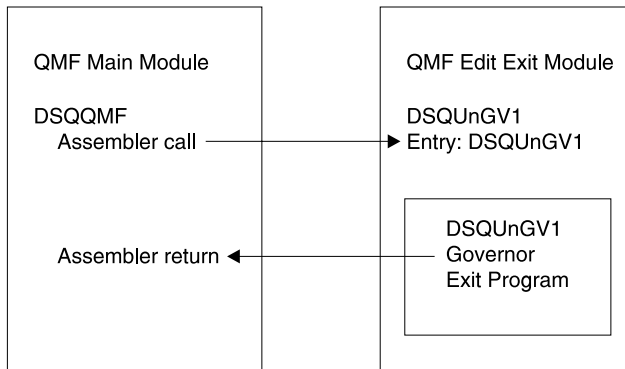 QMF Main Module
DSQQMF
Assembler call
Assembler return
QMF Edit Exit Module
DSQUnGV1
Entry: DSQUnGV1
DSQUnGV1
Governor
Exit Program